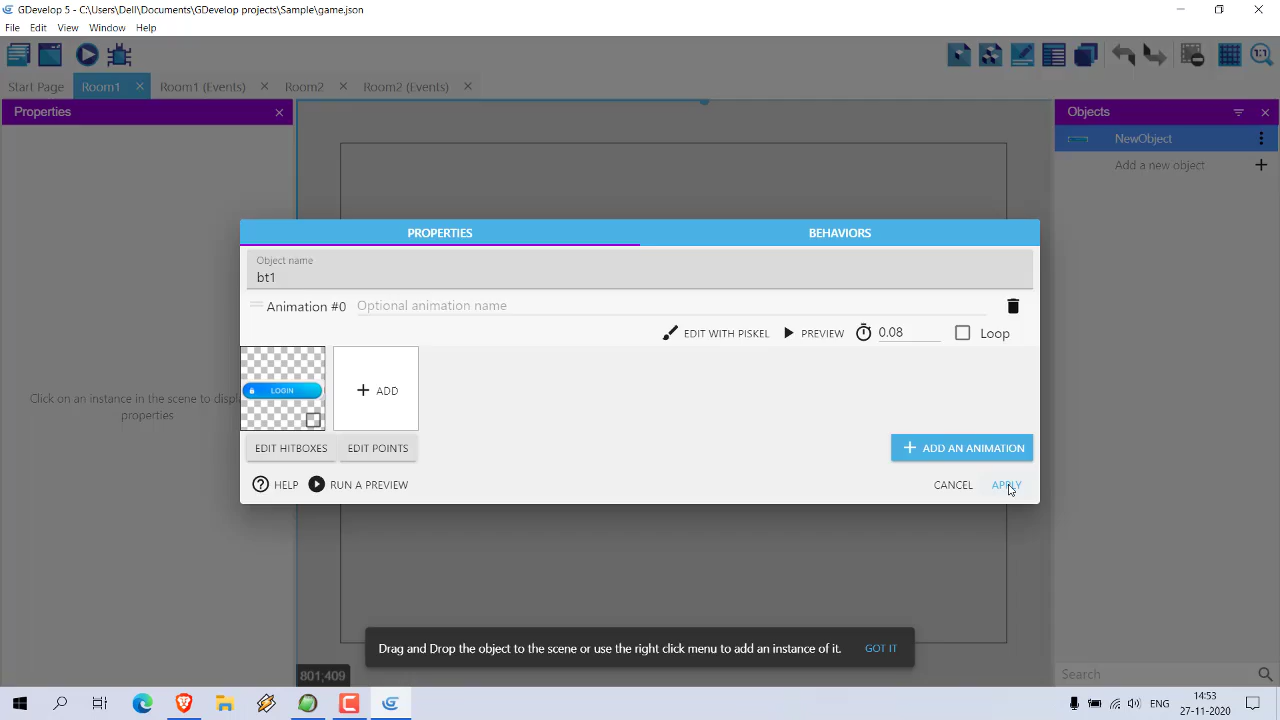 GDevelop 5 - C:\Users\Dell\GDevelop projects\Sample\game.json
File Edit View Window Help
1:1
Start Page Room1 Room1 (Events) Room2 Room2 (Events)
Properties
Objects
NewObject
Add a new object
PROPERTIES BEHAVIORS
Object name
bt1
Animation #0 Optional animation name
EDIT WITH PISKEL PREVIEW 0.08 Loop
LOGIN
ADD
Click on an instance in the scene to displ
properties
EDIT HITBOXES EDIT POINTS ADD AN ANIMATION
HELP RUN A PREVIEW CANCEL APPLY
Drag and Drop the object to the scene or use the right click menu to add an instance of it. GOT IT
801;409
Search
ENG
14:53
27-11-2020